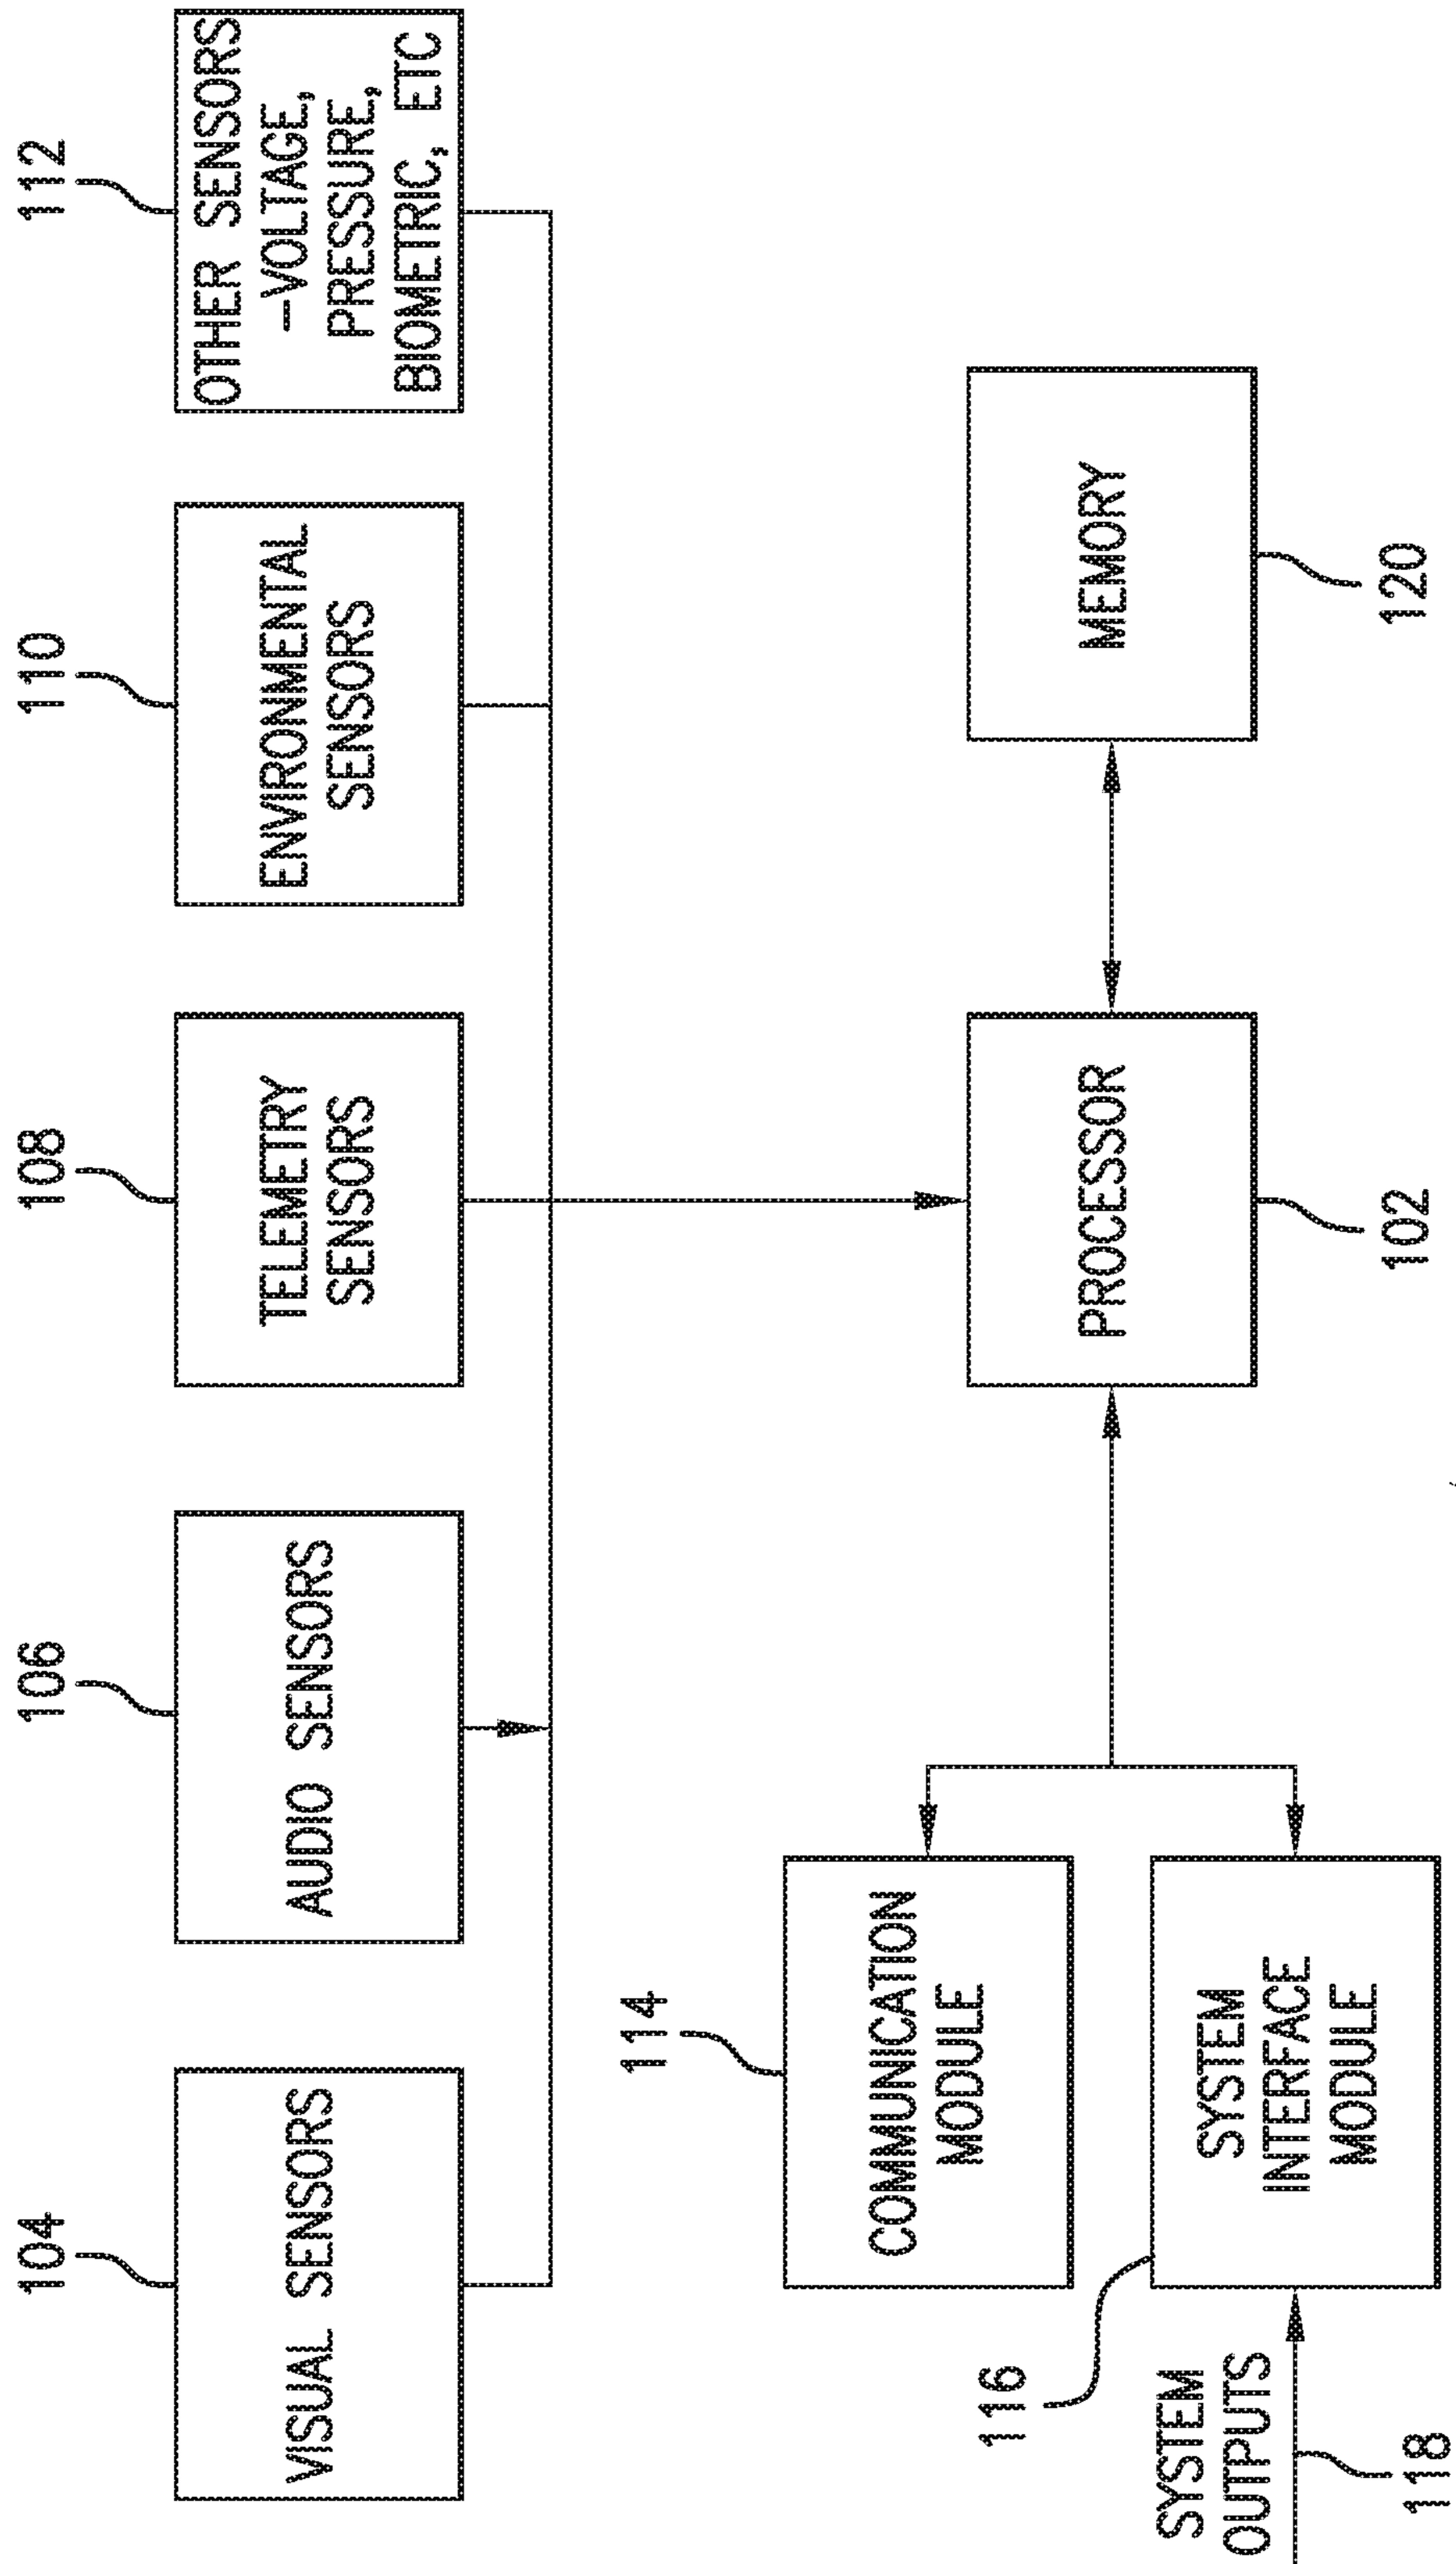 104
106
108
110
112
VISUAL SENSORS
AUDIO SENSORS
TELEMETRY
SENSORS
ENVIRONMENTAL
SENSORS
OTHER SENSORS
-VOLTAGE,
PRESSURE,
BIOMETRIC, ETC
114
COMMUNICATION
MODULE
116
SYSTEM
OUTPUTS
118
SYSTEM
INTERFACE
MODULE
PROCESSOR
102
MEMORY
120